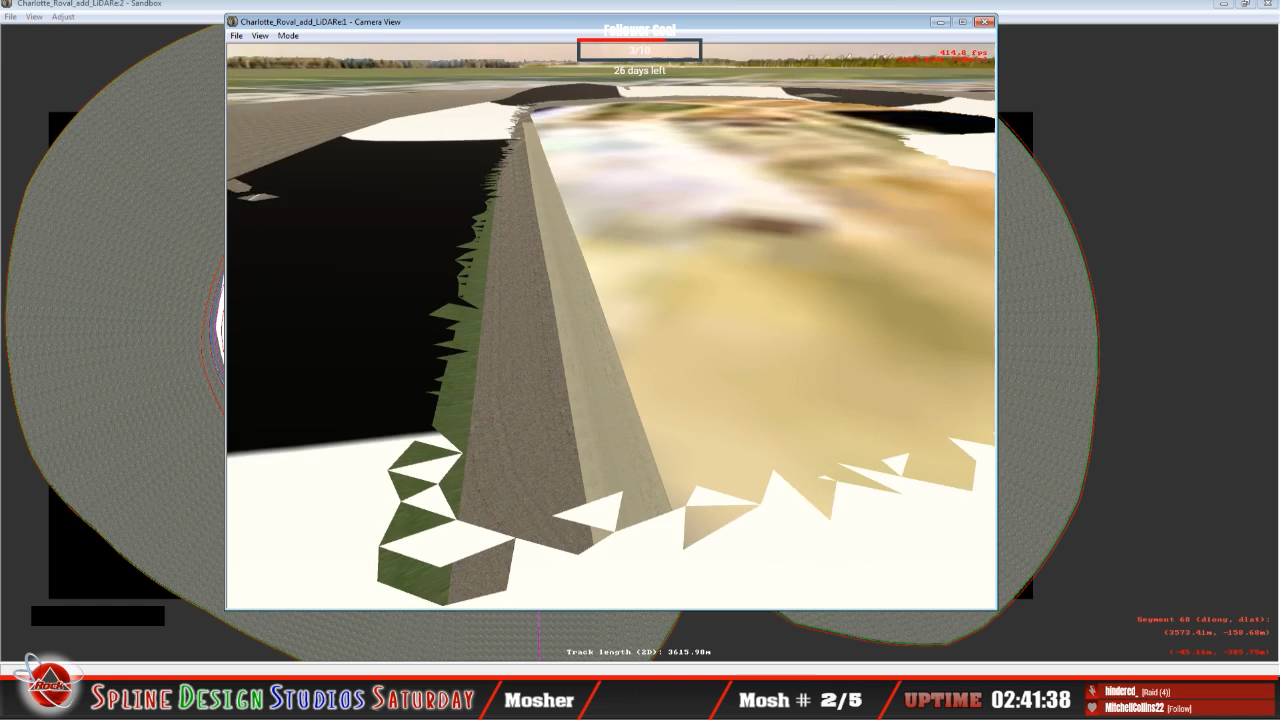 Charlotte_Roval_add_LiDARe:2 - Sandbox
File View Adjust
Charlotte_Roval_add_LiDARe:1 - Camera View
File View Mode
Follower Goal
3/10
26 days left
414.8 fps
Segment 60 (dlong, dlat):
(3573.41m, -158.68m)
Track length (2D): 3615.98m
Rock
SPLINE DESIGN STUDIOS SATURDAY
Mosher
Mosh # 2/5
UPTIME 02:41:38
hindered_ [Raid (4)]
MitchellCollins22 [Follow]